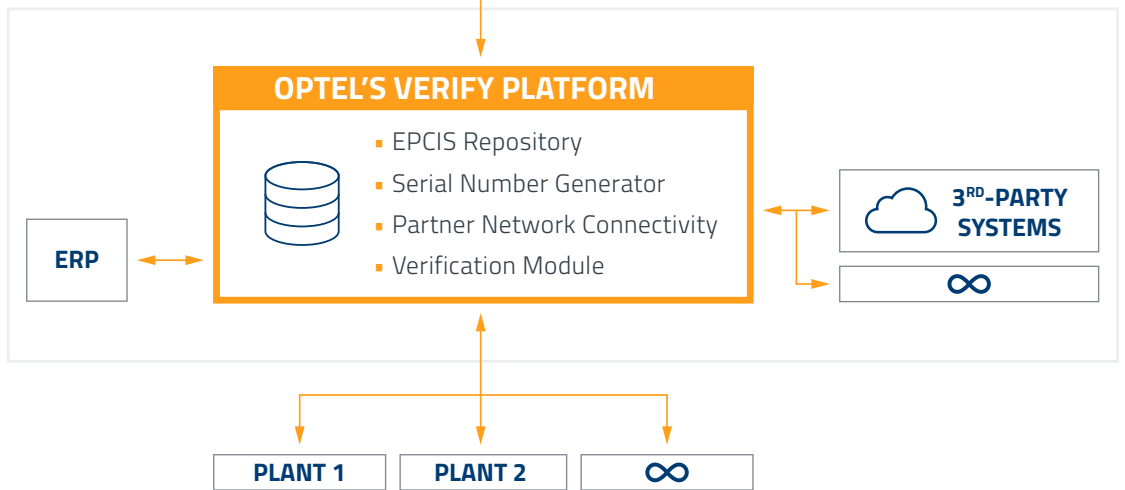 OPTEL'S VERIFY PLATFORM
▪ EPCIS Repository
▪ Serial Number Generator
▪ Partner Network Connectivity
▪ Verification Module
ERP
3RD-PARTY
SYSTEMS
∞
PLANT 1
PLANT 2
∞